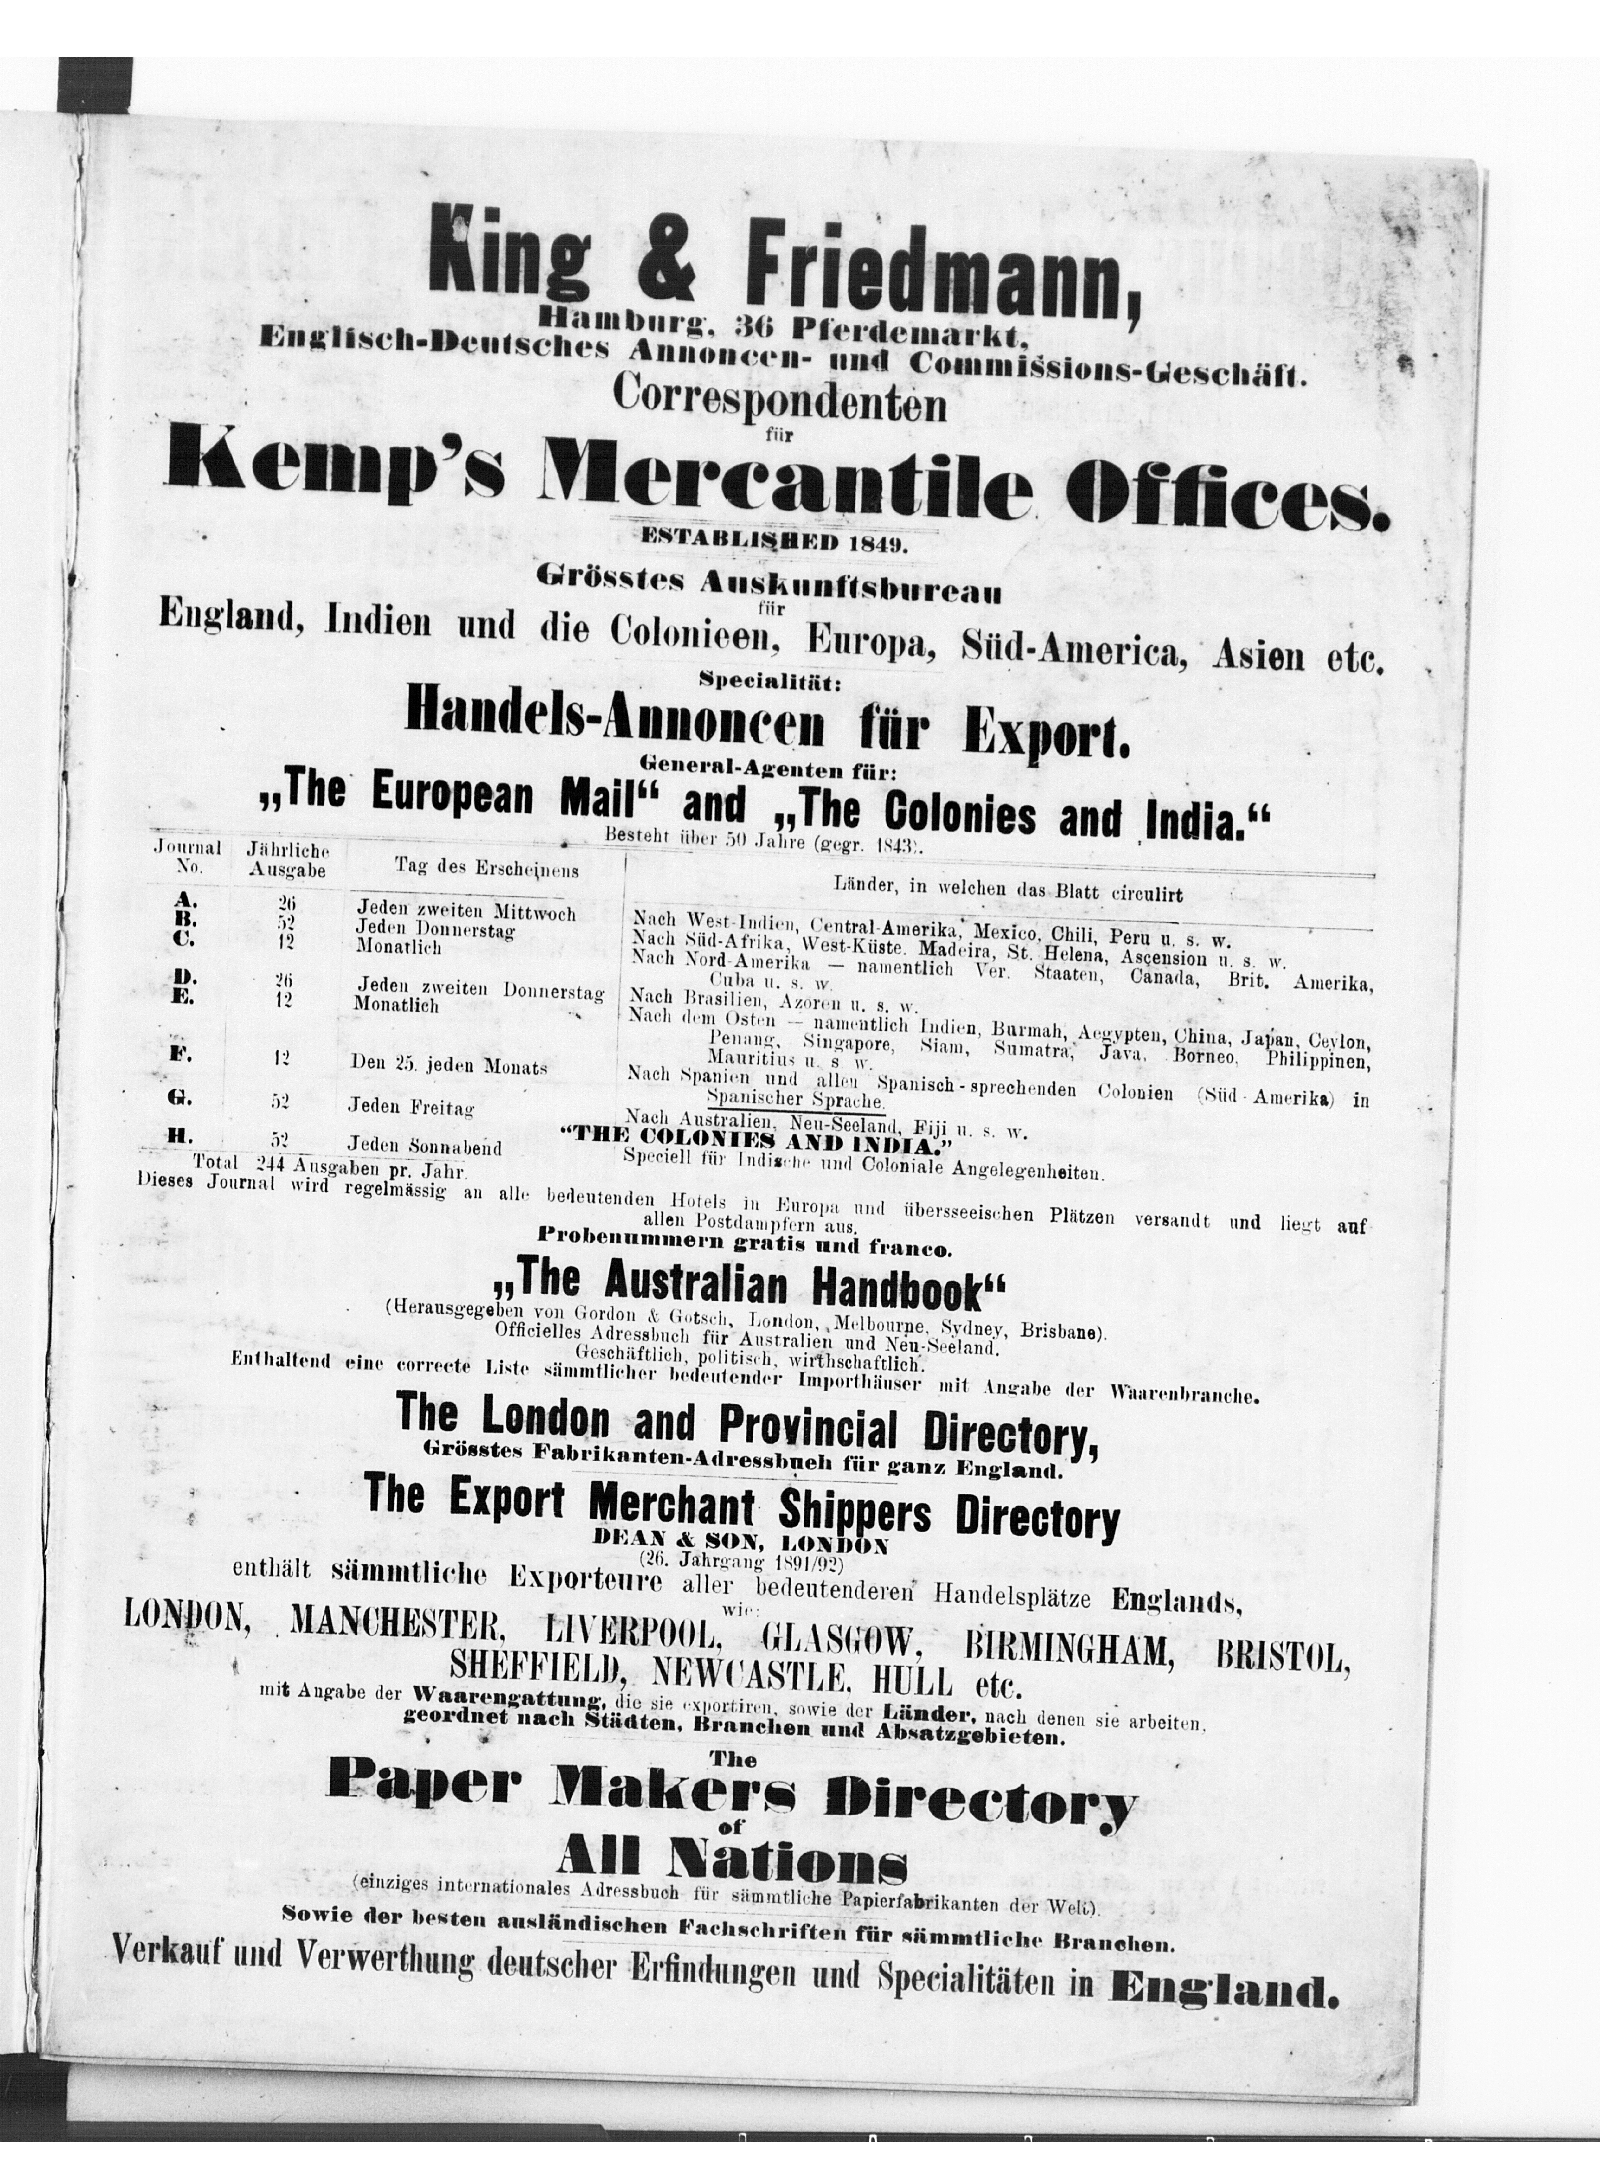 King & Friedmann,
Hamburg, 36 Pferdemarkt,
Englisch-Deutsches Annoncen- und Commissions-Geschäft.
Correspondenten
für
Kemp's Mercantile Offices.
ESTABLISHED 1849.
Grösstes Auskunftsbureau
für
England, Indien und die Colonieen, Europa, Süd-America, Asien etc.
Specialität:
Handels-Annoncen für Export.
General-Agenten für:
„The European Mail“ and „The Colonies and India.“
Besteht über 50 Jahre (gegr. 1843).
Journal No. Jährliche Ausgabe Tag des Erscheinens Länder, in welchen das Blatt circulirt
A. 26 Jeden zweiten Mittwoch Nach West-Indien, Central-Amerika, Mexico, Chili, Peru u. s. w.
B. 52 Jeden Donnerstag Nach Süd-Afrika, West-Küste, Madeira, St. Helena, Ascension u. s. w.
C. 12 Monatlich Nach Nord-Amerika — namentlich Ver. Staaten, Canada, Brit. Amerika,
Cuba u. s. w.
D. 26 Jeden zweiten Donnerstag Nach Brasilien, Azoren u. s. w.
E. 12 Monatlich Nach dem Osten — namentlich Indien, Burmah, Aegypten, China, Japan, Ceylon,
Penang, Singapore, Siam, Sumatra, Java, Borneo, Philippinen,
Mauritius u. s. w.
F. 12 Den 25. jeden Monats Nach Spanien und allen Spanisch-sprechenden Colonien (Süd-Amerika) in
Spanischer Sprache.
G. 52 Jeden Freitag Nach Australien, Neu-Seeland, Fiji u. s. w.
“THE COLONIES AND INDIA.”
H. 52 Jeden Sonnabend Speciell für Indische und Coloniale Angelegenheiten.
Total 244 Ausgaben pr. Jahr.
Dieses Journal wird regelmässig an alle bedeutenden Hotels in Europa und übersseeischen Plätzen versandt und liegt auf
allen Postdampfern aus.
Probenummern gratis und franco.
„The Australian Handbook“
(Herausgegeben von Gordon & Gotsch, London, Melbourne, Sydney, Brisbane).
Officielles Adressbuch für Australien und Neu-Seeland.
Geschäftlich, politisch, wirthschaftlich.
Enthaltend eine correcte Liste sämmtlicher bedeutender Importhäuser mit Angabe der Waarenbranche.
The London and Provincial Directory,
Grösstes Fabrikanten-Adressbuch für ganz England.
The Export Merchant Shippers Directory
DEAN & SON, LONDON
(26. Jahrgang 1891/92)
enthält sämmtliche Exporteure aller bedeutenderen Handelsplätze Englands,
wie:
LONDON, MANCHESTER, LIVERPOOL, GLASGOW, BIRMINGHAM, BRISTOL,
SHEFFIELD, NEWCASTLE, HULL etc.
mit Angabe der Waarengattung, die sie exportiren, sowie der Länder, nach denen sie arbeiten,
geordnet nach Städten, Branchen und Absatzgebieten.
The
Paper Makers Directory
of
All Nations
(einziges internationales Adressbuch für sämmtliche Papierfabrikanten der Welt).
Sowie der besten ausländischen Fachschriften für sämmtliche Branchen.
Verkauf und Verwerthung deutscher Erfindungen und Specialitäten in England.